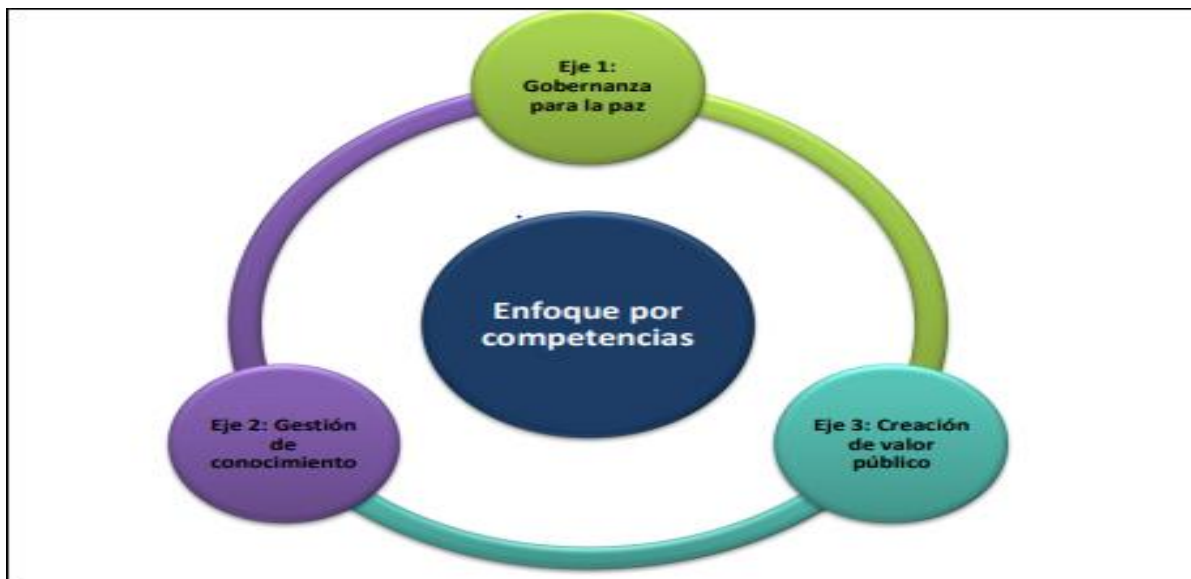 Eje 1:
Gobernanza
para la paz
Enfoque por
competencias
Eje 2: Gestión
de
conocimiento
Eje 3: Creación
de valor
público